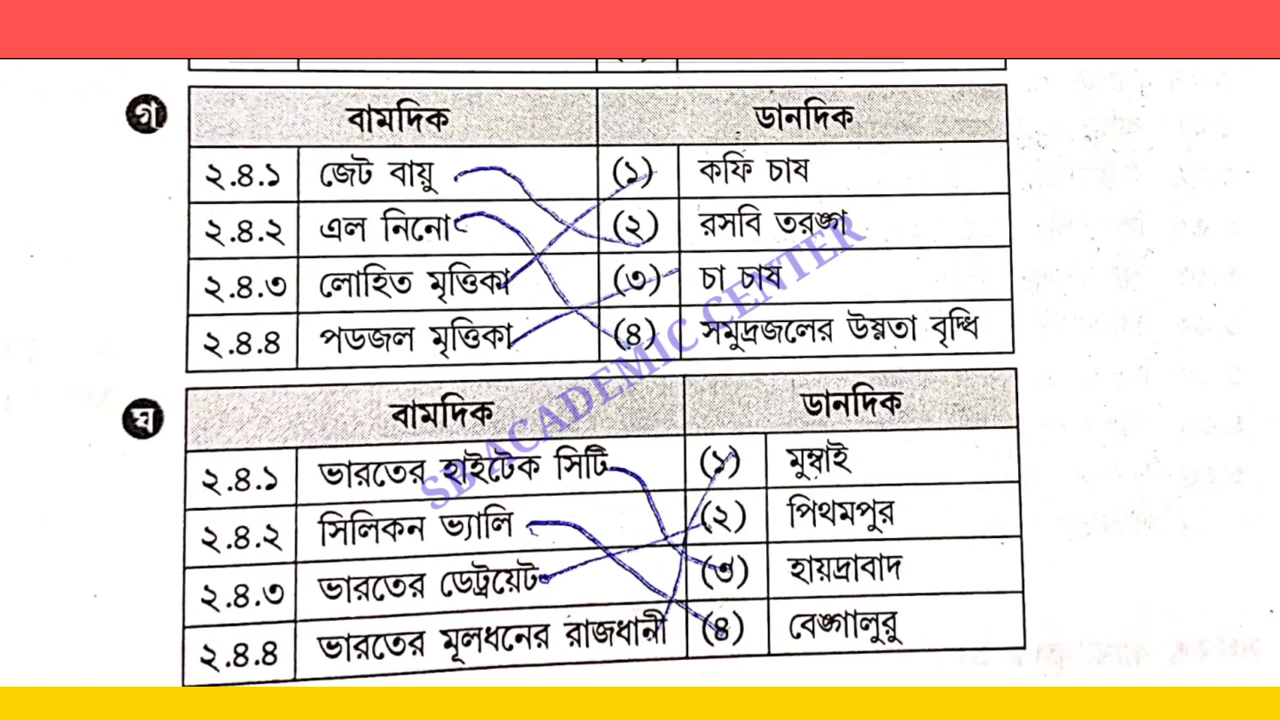 গ
বামদিক ডানদিক
২.৪.১ জেট বায়ু (১) কফি চাষ
২.৪.২ এল নিনো (২) রসবি তরঙ্গ
২.৪.৩ লোহিত মৃত্তিকা (৩) চা চাষ
২.৪.৪ পডজল মৃত্তিকা (৪) সমুদ্রজলের উষ্ণতা বৃদ্ধি
SB ACADEMIC CENTER
ঘ
বামদিক ডানদিক
২.৪.১ ভারতের হাইটেক সিটি (১) মুম্বাই
২.৪.২ সিলিকন ভ্যালি (২) পিথমপুর
২.৪.৩ ভারতের ডেট্রয়েট (৩) হায়দ্রাবাদ
২.৪.৪ ভারতের মূলধনের রাজধানী (৪) বেঙ্গালুরু